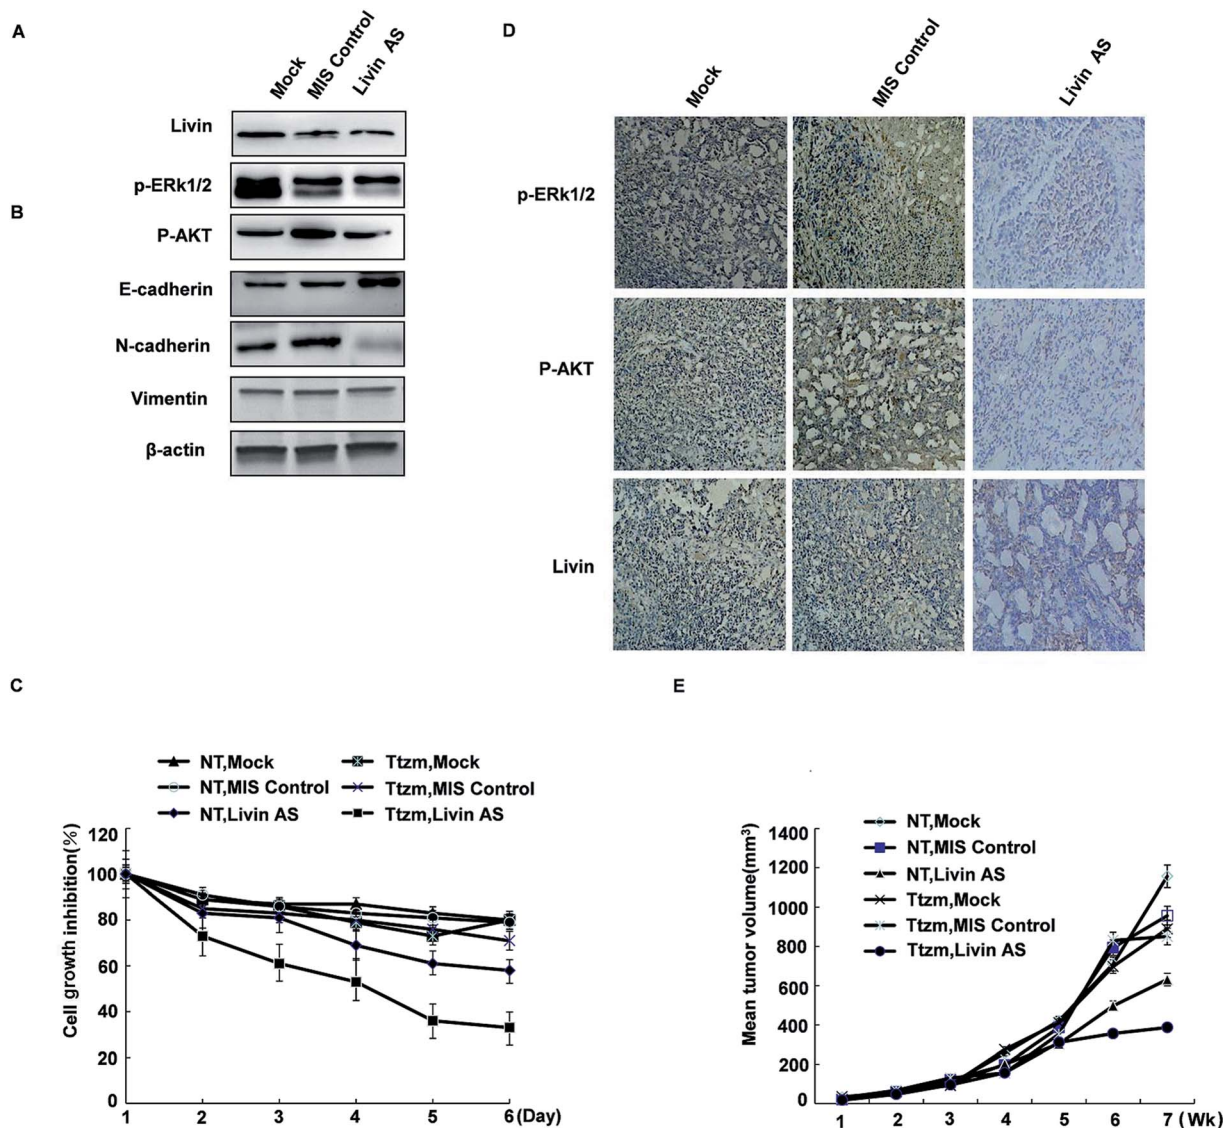 A
Mock
MIS Control
Livin AS
Livin
p-ERk1/2
B
P-AKT
E-cadherin
N-cadherin
Vimentin
β-actin
D
Mock
MIS Control
Livin AS
p-ERk1/2
P-AKT
Livin
C
NT,Mock
NT,MIS Control
NT,Livin AS
Ttzm,Mock
Ttzm,MIS Control
Ttzm,Livin AS
Cell growth inhibition(%)
120
100
80
60
40
20
0
1 2 3 4 5 6 (Day)
E
NT,Mock
NT,MIS Control
NT,Livin AS
Ttzm,Mock
Ttzm,MIS Control
Ttzm,Livin AS
Mean tumor volume(mm³)
1400
1200
1000
800
600
400
200
0
1 2 3 4 5 6 7 (Wk)